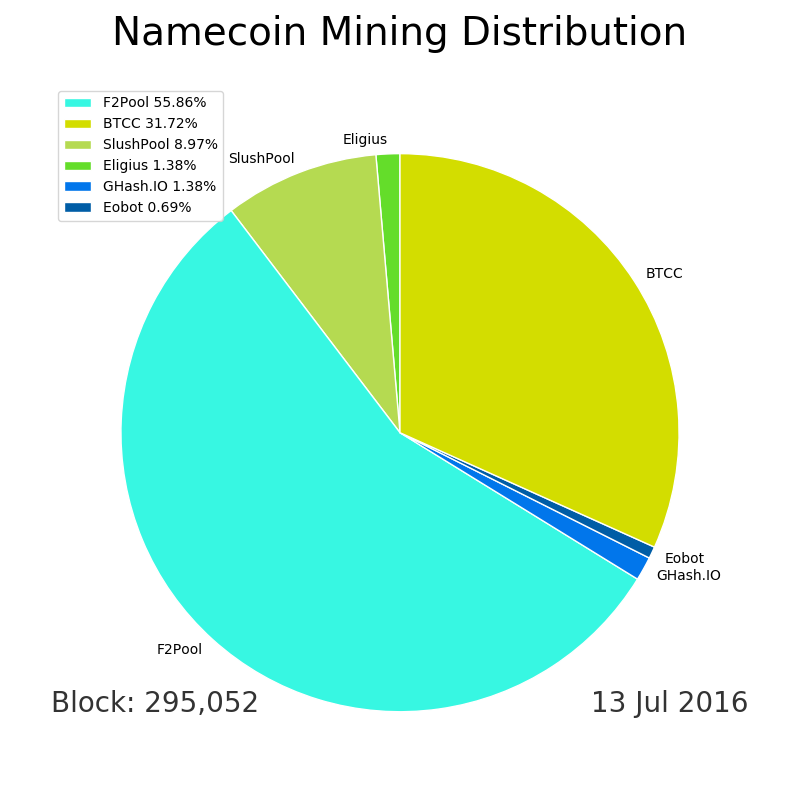 Namecoin Mining Distribution
F2Pool 55.86%
BTCC 31.72%
SlushPool 8.97%
Eligius 1.38%
GHash.IO 1.38%
Eobot 0.69%
Eligius
SlushPool
BTCC
Eobot
GHash.IO
F2Pool
Block: 295,052
13 Jul 2016